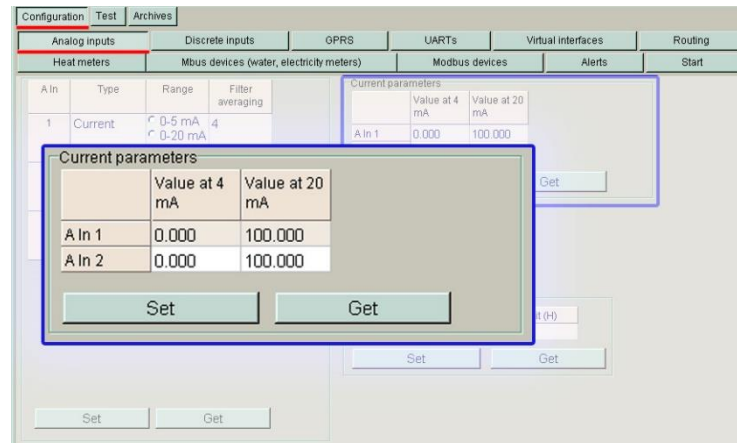 Configuration Test Archives
Analog inputs Discrete inputs GPRS UARTs Virtual interfaces Routing
Heat meters Mbus devices (water, electricity meters) Modbus devices Alerts Start
A In Type Range Filter averaging
1 Current 0-5 mA 4
0-20 mA
Current parameters
Value at 4 mA Value at 20 mA
A In 1 0.000 100.000
Get
Current parameters
Value at 4 mA Value at 20 mA
A In 1 0.000 100.000
A In 2 0.000 100.000
Set Get
(H)
Set Get
Set Get